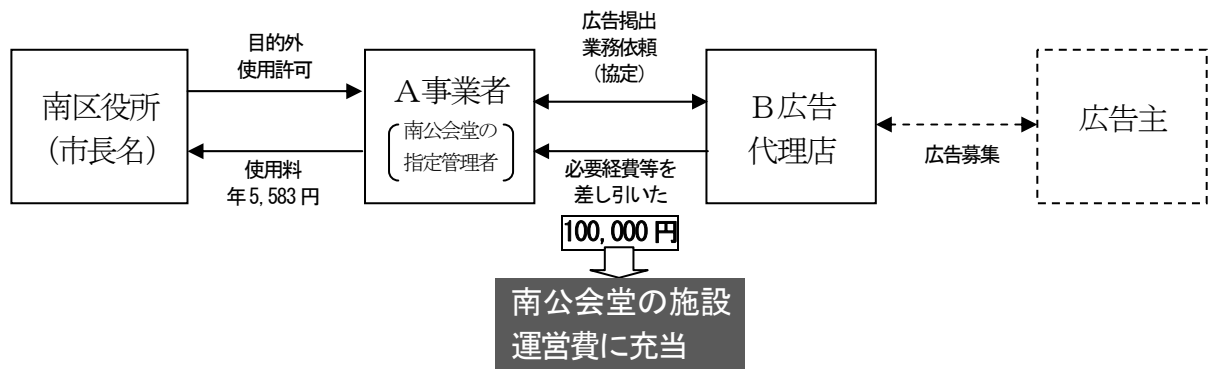 目的外
使用許可
広告掲出
業務依頼
(協定)
南区役所
(市長名)
A事業者
南公会堂の
指定管理者
B広告
代理店
広告主
使用料
年5,583円
必要経費等を
差し引いた
100,000円
広告募集
南公会堂の施設
運営費に充当